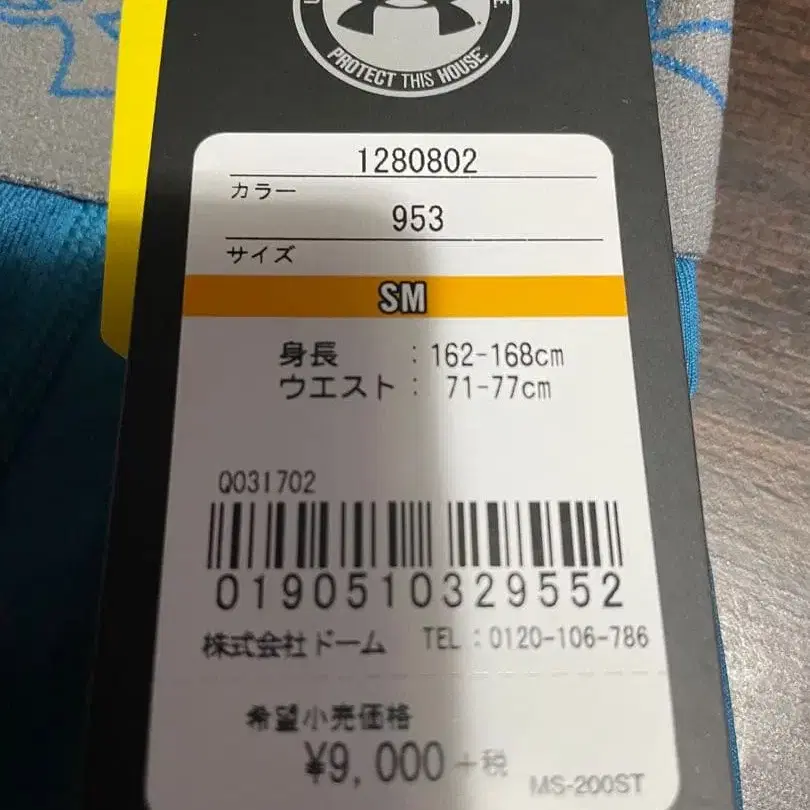 PROTECT THIS HOUSE.
1280802
カラー
953
サイズ
SM
身長 : 162-168cm
ウエスト : 71-77cm
Q031702
0190510329552
株式会社ドーム TEL:0120-106-786
希望小売価格
¥9,000+税
MS-200ST